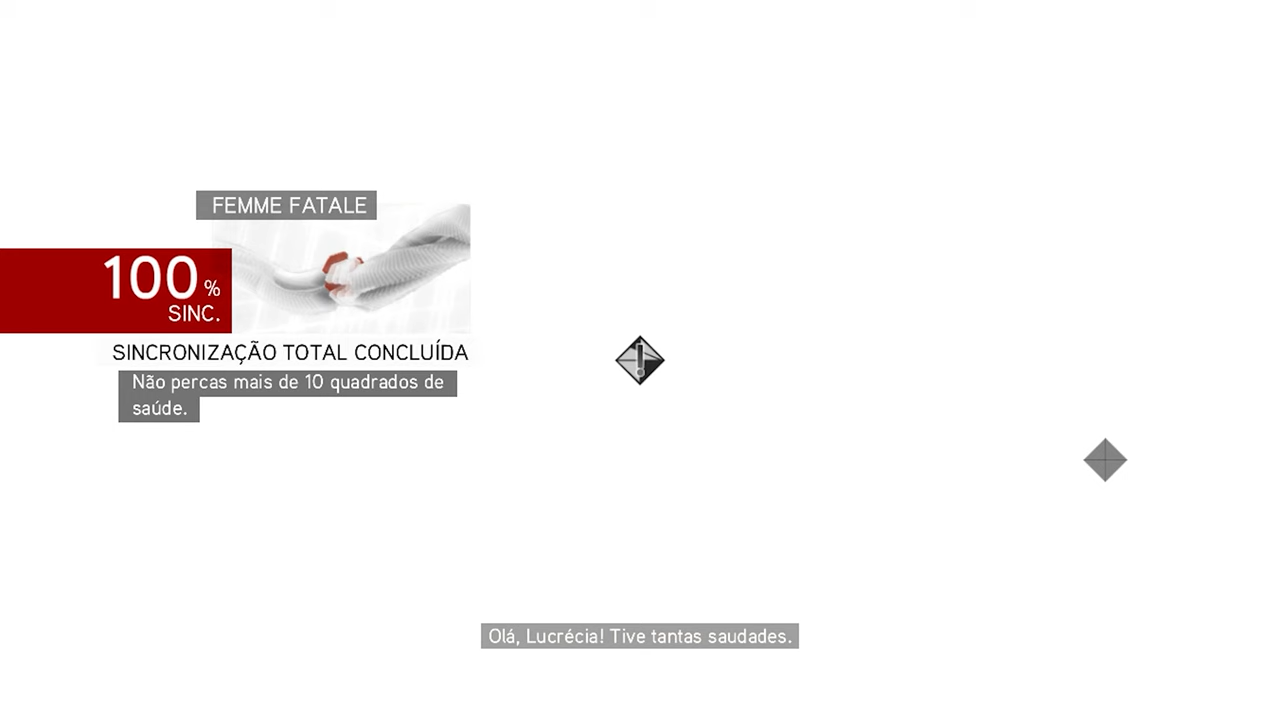 FEMME FATALE
100%
SINC.
SINCRONIZAÇÃO TOTAL CONCLUÍDA
Não percas mais de 10 quadrados de
saúde.
Olá, Lucrécia! Tive tantas saudades.